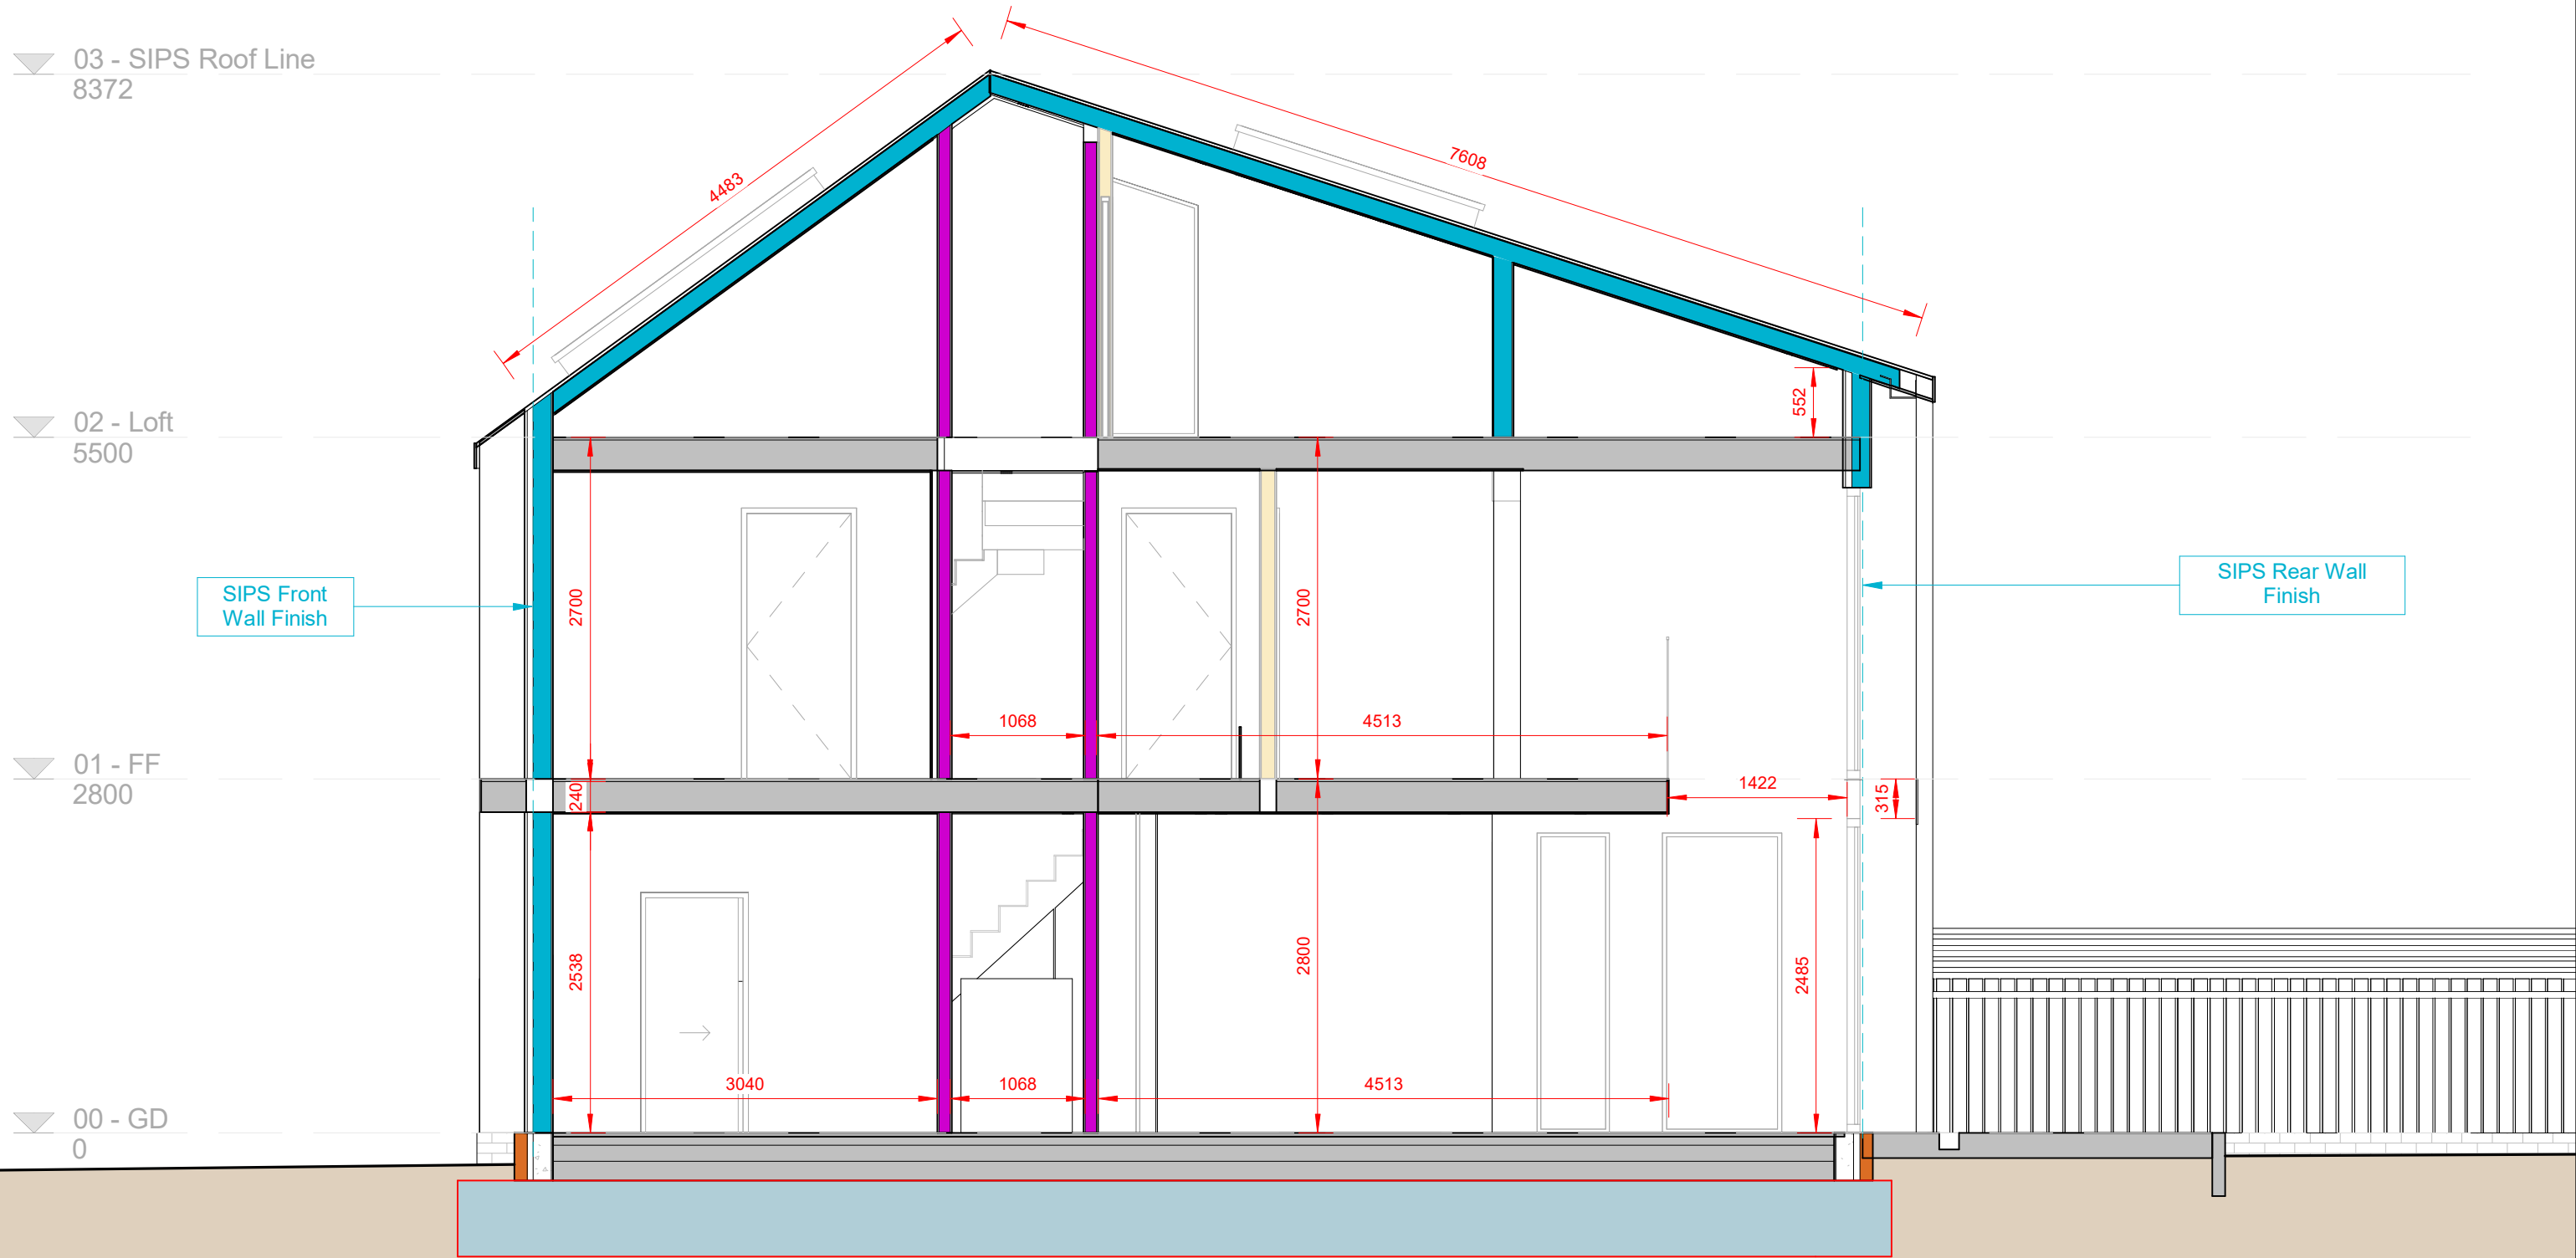 03 - SIPS Roof Line
8372
4483
7608
02 - Loft
5500
552
SIPS Front
Wall Finish
SIPS Rear Wall
Finish
2700
2700
1068
4513
01 - FF
2800
240
1422
315
2538
2800
2485
3040
1068
4513
00 - GD
0